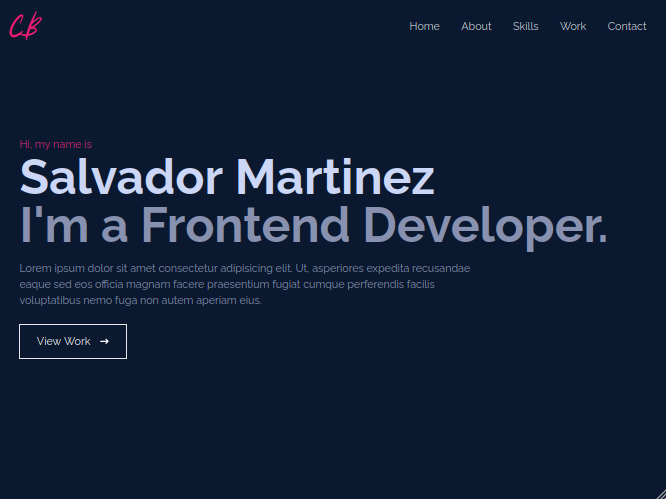 CB
Home About Skills Work Contact
Hi, my name is
Salvador Martinez
I'm a Frontend Developer.
Lorem ipsum dolor sit amet consectetur adipisicing elit. Ut, asperiores expedita recusandae
eaque sed eos officia magnam facere praesentium fugiat cumque perferendis facilis
voluptatibus nemo fuga non autem aperiam eius.
View Work →